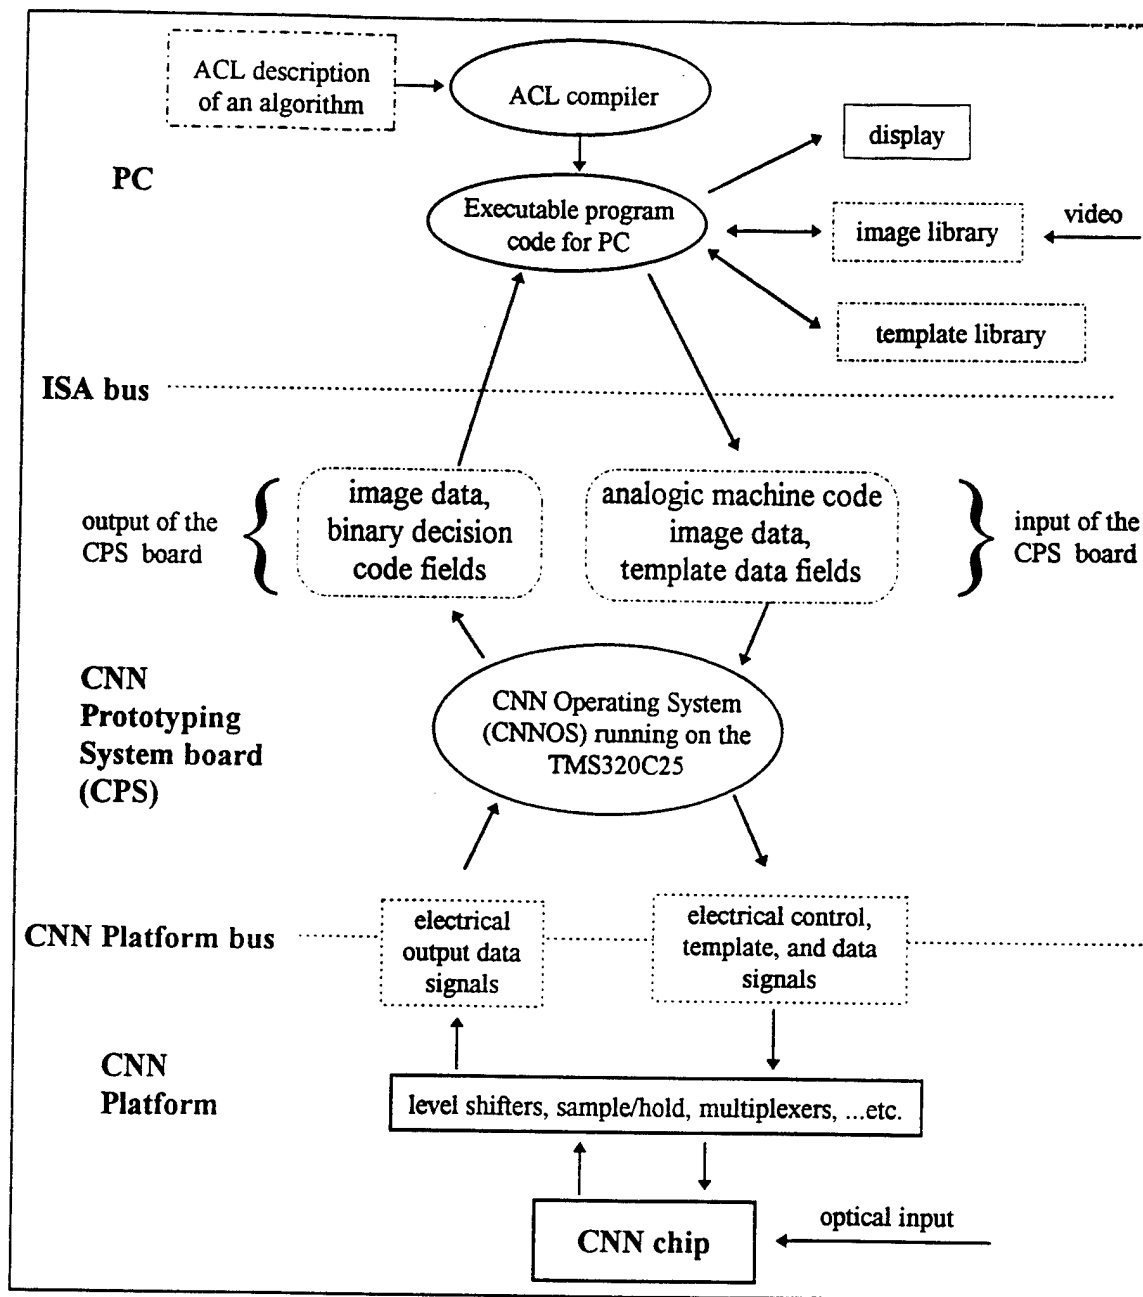 ACL description
of an algorithm
ACL compiler
display
PC
Executable program
code for PC
image library
video
template library
ISA bus
output of the
CPS board
image data,
binary decision
code fields
analogic machine code
image data,
template data fields
input of the
CPS board
CNN
Prototyping
System board
(CPS)
CNN Operating System
(CNNOS) running on the
TMS320C25
CNN Platform bus
electrical
output data
signals
electrical control,
template, and data
signals
CNN
Platform
level shifters, sample/hold, multiplexers, ...etc.
CNN chip
optical input